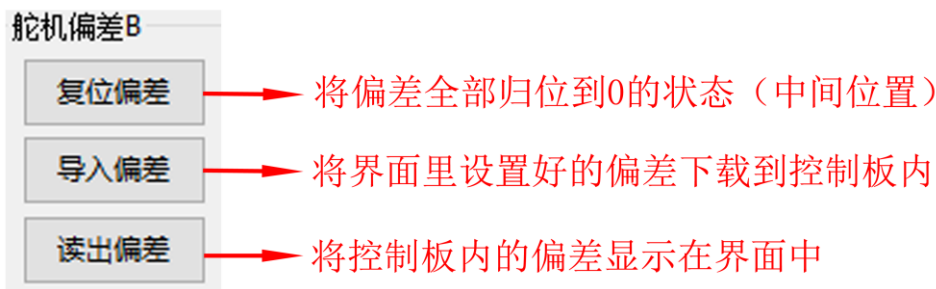 舵机偏差B
复位偏差 将偏差全部归位到0的状态（中间位置）
导入偏差 将界面里设置好的偏差下载到控制板内
读出偏差 将控制板内的偏差显示在界面中